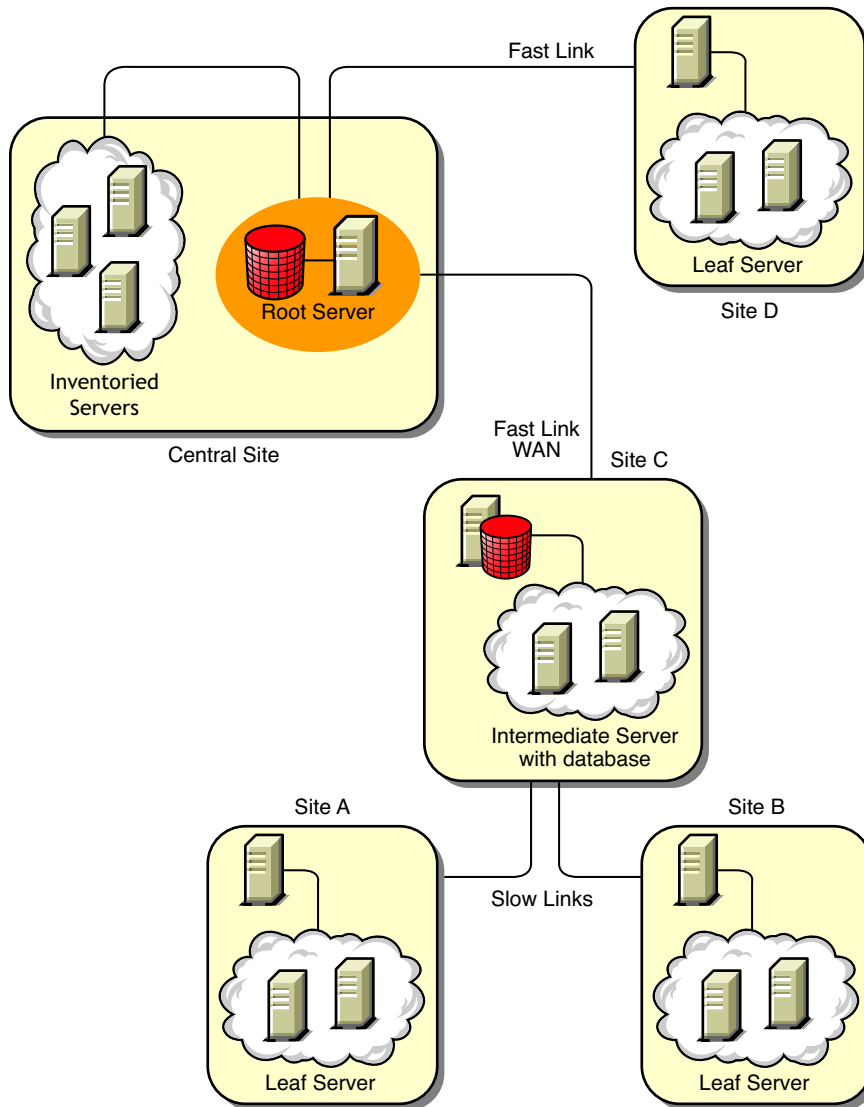 Fast Link
Leaf Server
Site D
Root Server
Inventoried
Servers
Central Site
Fast Link
WAN
Site C
Intermediate Server
with database
Site A
Site B
Slow Links
Leaf Server
Leaf Server